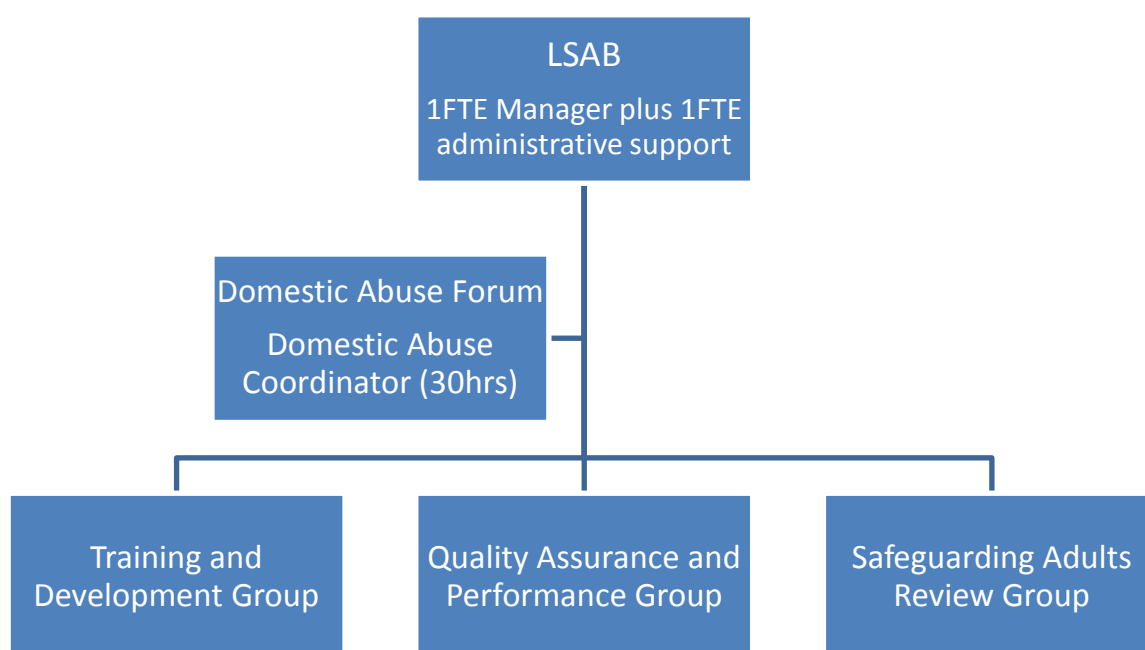 LSAB
1FTE Manager plus 1FTE
administrative support
Domestic Abuse Forum
Domestic Abuse
Coordinator (30hrs)
Training and
Development Group
Quality Assurance and
Performance Group
Safeguarding Adults
Review Group